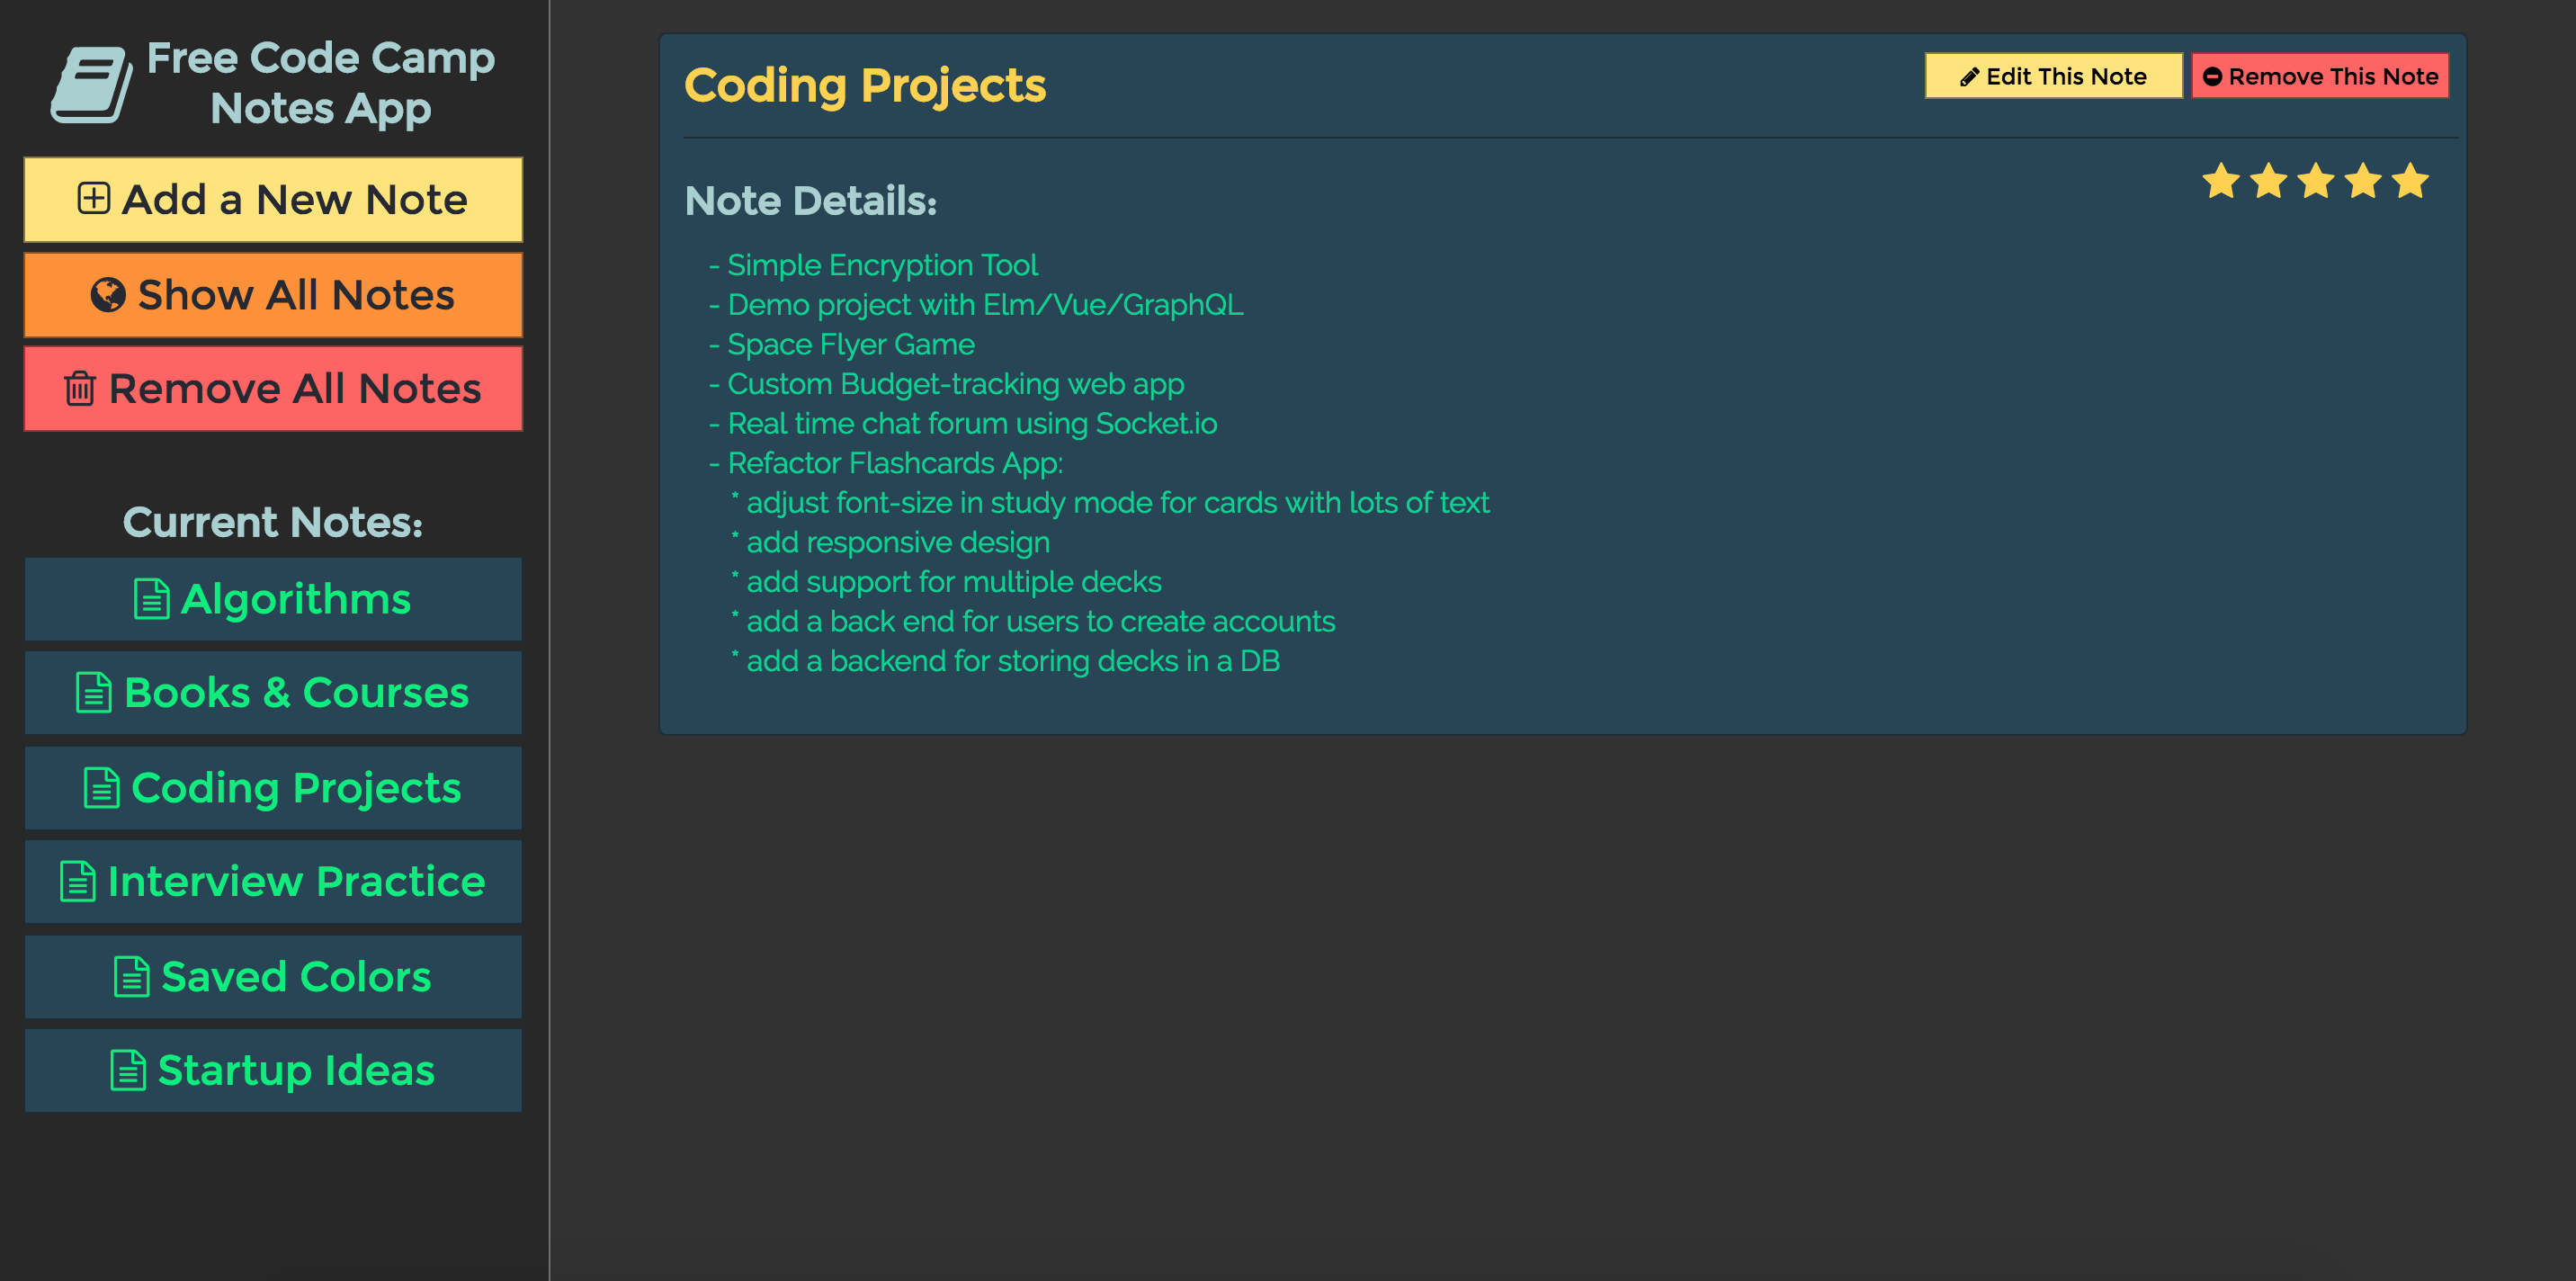 Free Code Camp
Notes App
Add a New Note
Show All Notes
Remove All Notes
Current Notes:
Algorithms
Books & Courses
Coding Projects
Interview Practice
Saved Colors
Startup Ideas
Coding Projects
Edit This Note
Remove This Note
Note Details:
- Simple Encryption Tool
- Demo project with Elm/Vue/GraphQL
- Space Flyer Game
- Custom Budget-tracking web app
- Real time chat forum using Socket.io
- Refactor Flashcards App:
* adjust font-size in study mode for cards with lots of text
* add responsive design
* add support for multiple decks
* add a back end for users to create accounts
* add a backend for storing decks in a DB